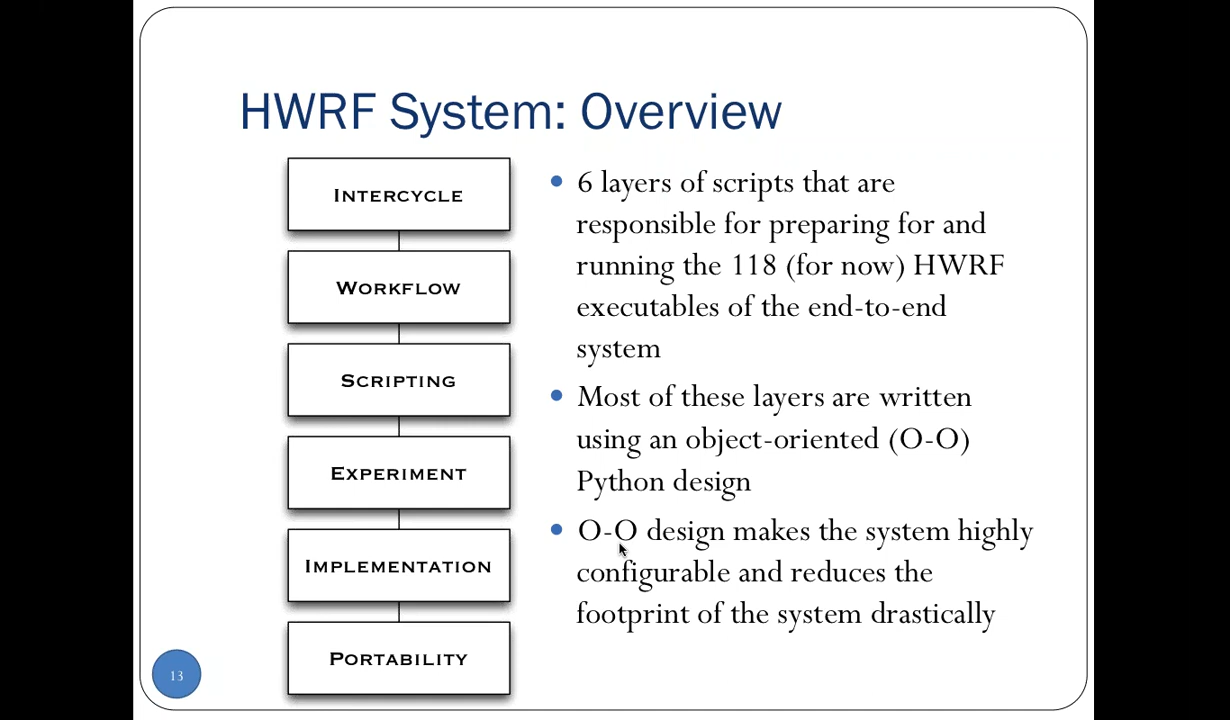 HWRF System: Overview
INTERCYCLE
WORKFLOW
SCRIPTING
EXPERIMENT
IMPLEMENTATION
PORTABILITY
6 layers of scripts that are
responsible for preparing for and
running the 118 (for now) HWRF
executables of the end-to-end
system
Most of these layers are written
using an object-oriented (O-O)
Python design
O-O design makes the system highly
configurable and reduces the
footprint of the system drastically
13